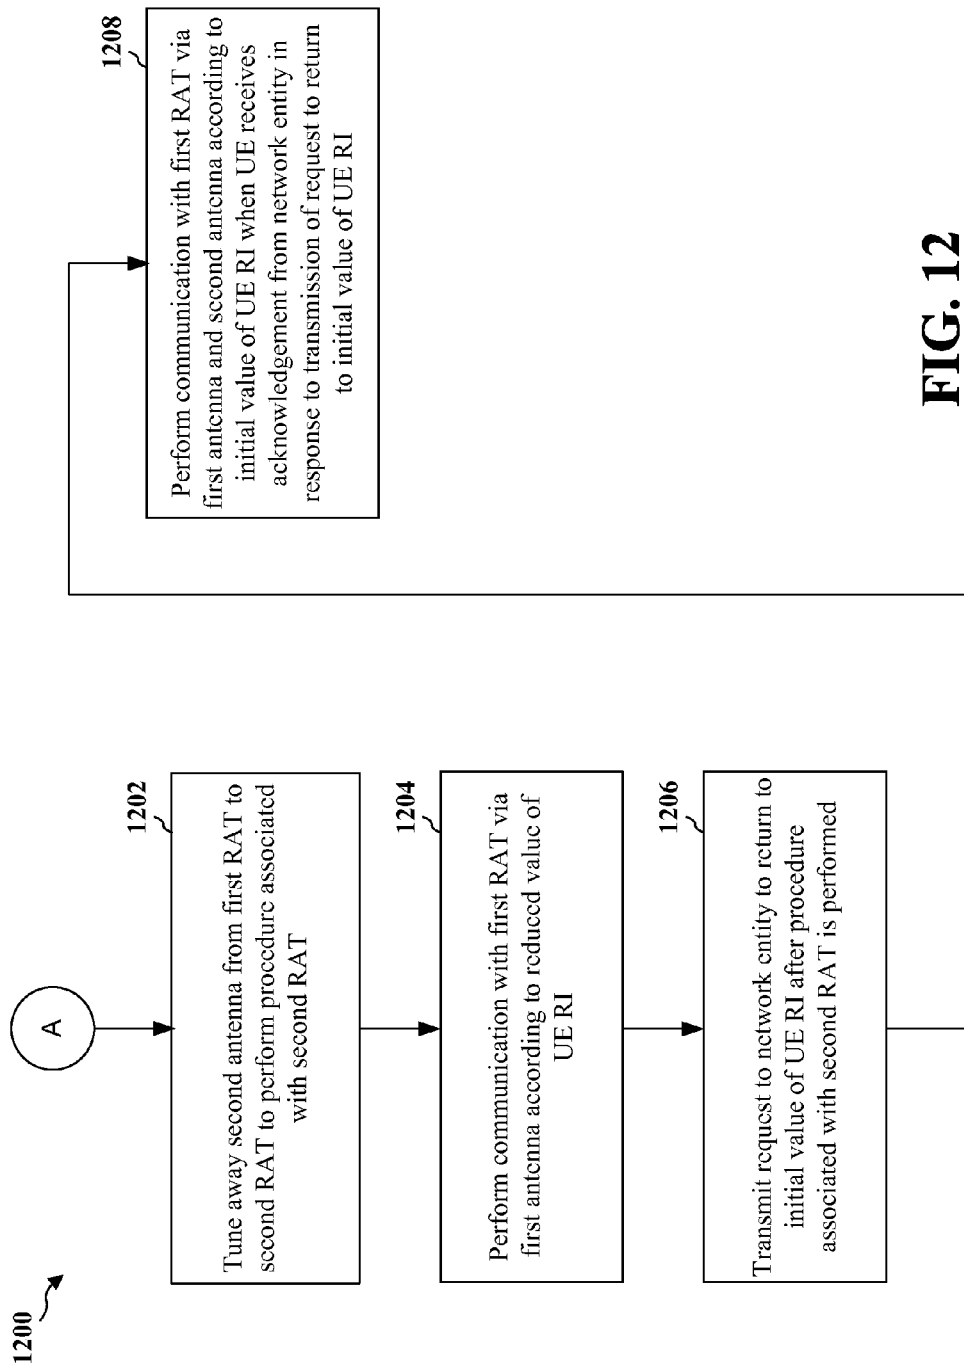 1200
A
1202
Tune away second antenna from first RAT to
second RAT to perform procedure associated
with second RAT
1204
Perform communication with first RAT via
first antenna according to reduced value of
UE RI
1206
Transmit request to network entity to return to
initial value of UE RI after procedure
associated with second RAT is performed
1208
Perform communication with first RAT via
first antenna and second antenna according to
initial value of UE RI when UE receives
acknowledgement from network entity in
response to transmission of request to return
to initial value of UE RI
FIG. 12